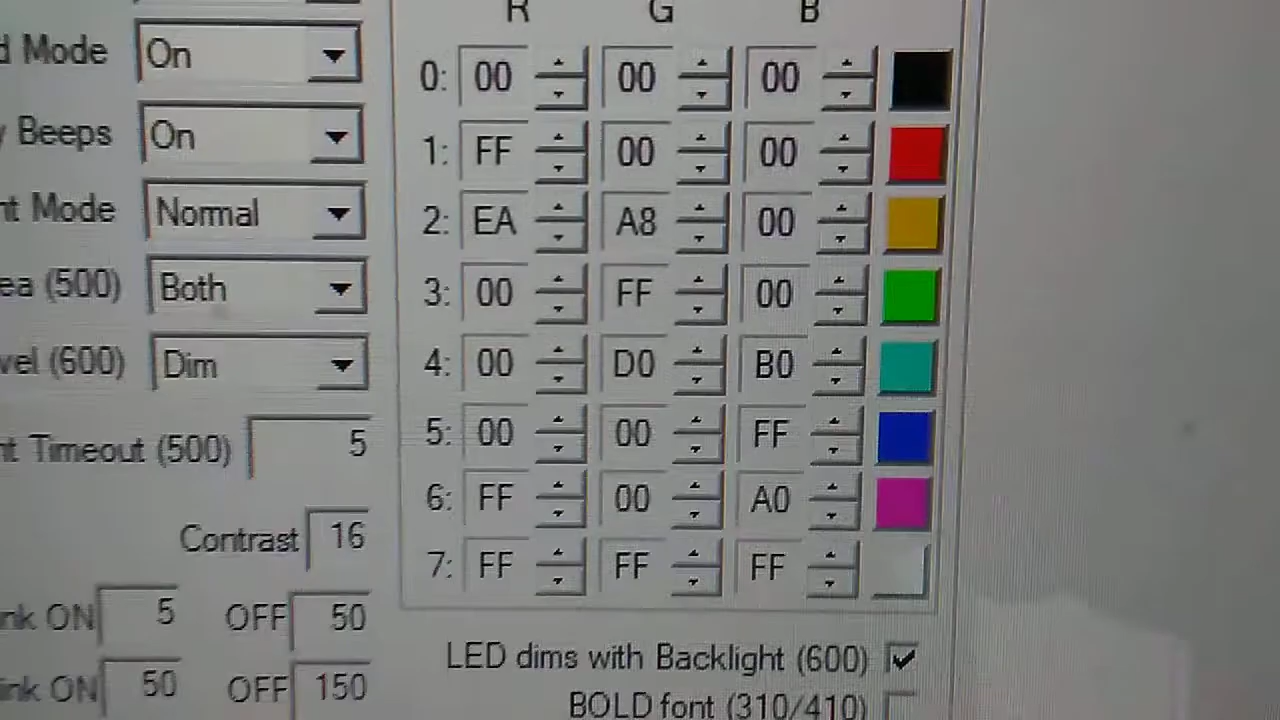 R G B
d Mode On
0: 00 00 00
y Beeps On
1: FF 00 00
nt Mode Normal
2: EA A8 00
ea (500) Both
3: 00 FF 00
vel (600) Dim
4: 00 D0 B0
nt Timeout (500) 5
5: 00 00 FF
6: FF 00 A0
Contrast 16
7: FF FF FF
ink ON 5 OFF 50
LED dims with Backlight (600)
ink ON 50 OFF 150
BOLD font (310/410)